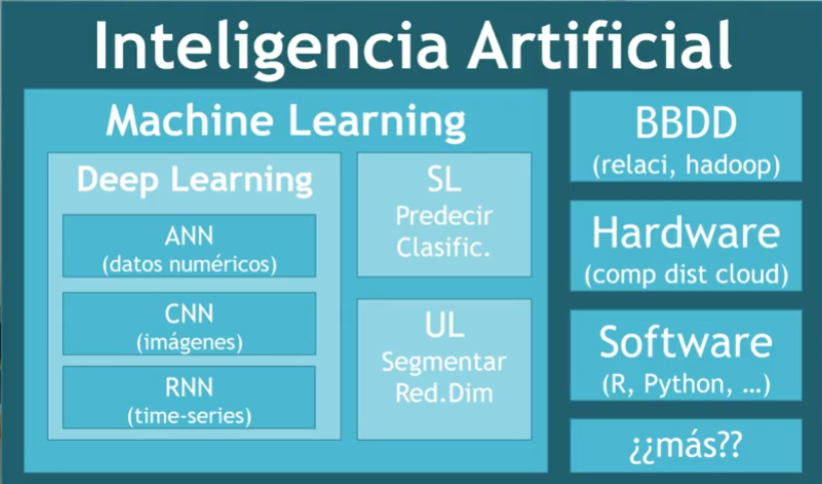 Inteligencia Artificial
Machine Learning
Deep Learning
ANN
(datos numéricos)
CNN
(imágenes)
RNN
(time-series)
SL
Predecir
Clasific.
UL
Segmentar
Red.Dim
BBDD
(relaci, hadoop)
Hardware
(comp dist cloud)
Software
(R, Python, ...)
¿¿más??